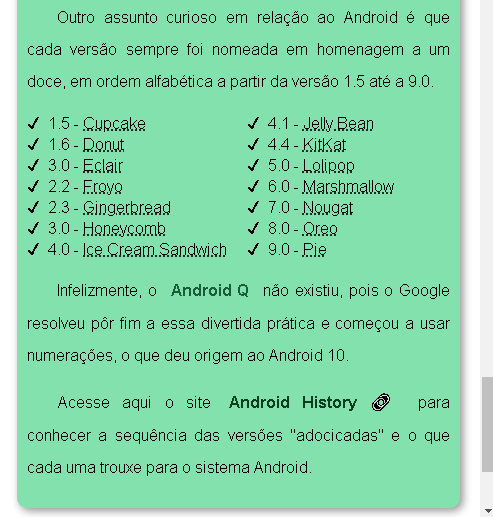 Outro assunto curioso em relação ao Android é que
cada versão sempre foi nomeada em homenagem a um
doce, em ordem alfabética a partir da versão 1.5 até a 9.0.
✔ 1.5 - Cupcake
✔ 1.6 - Donut
✔ 3.0 - Eclair
✔ 2.2 - Froyo
✔ 2.3 - Gingerbread
✔ 3.0 - Honeycomb
✔ 4.0 - Ice Cream Sandwich
✔ 4.1 - Jelly Bean
✔ 4.4 - KitKat
✔ 5.0 - Lolipop
✔ 6.0 - Marshmallow
✔ 7.0 - Nougat
✔ 8.0 - Oreo
✔ 9.0 - Pie
Infelizmente, o Android Q não existiu, pois o Google
resolveu pôr fim a essa divertida prática e começou a usar
numerações, o que deu origem ao Android 10.
Acesse aqui o site Android History para
conhecer a sequência das versões "adocicadas" e o que
cada uma trouxe para o sistema Android.